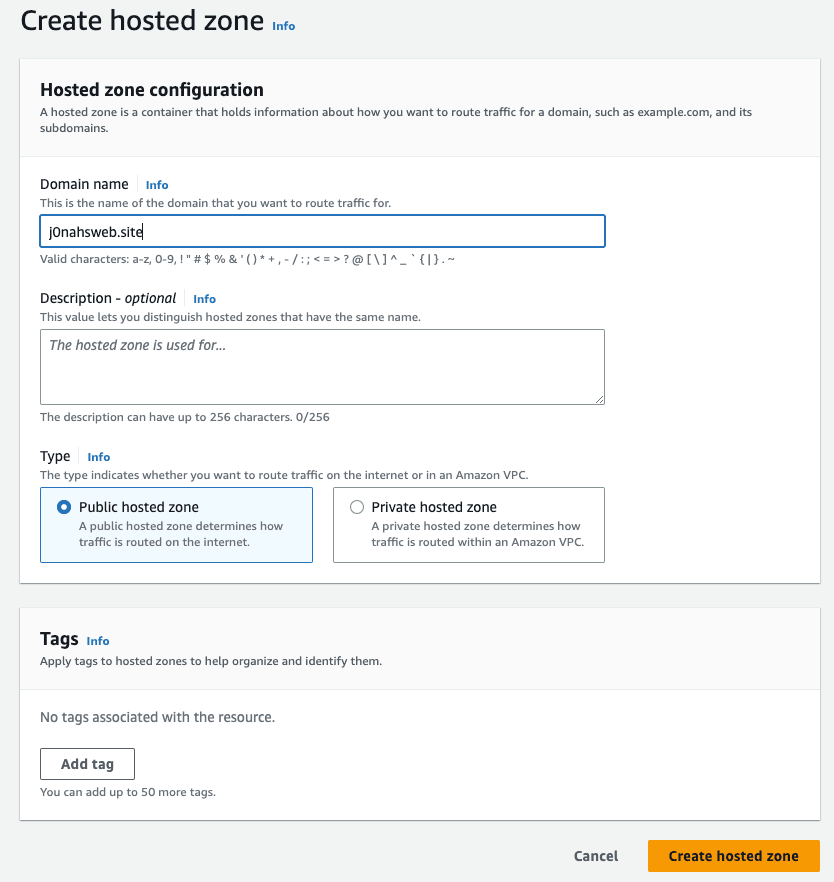 Create hosted zone Info
Hosted zone configuration
A hosted zone is a container that holds information about how you want to route traffic for a domain, such as example.com, and its
subdomains.
Domain name Info
This is the name of the domain that you want to route traffic for.
j0nahsweb.site
Valid characters: a-z, 0-9, ! " # $ % & ' ( ) * + , - / : ; < = > ? @ [ \ ] ^ _ ` { | } . ~
Description - optional Info
This value lets you distinguish hosted zones that have the same name.
The hosted zone is used for...
The description can have up to 256 characters. 0/256
Type Info
The type indicates whether you want to route traffic on the internet or in an Amazon VPC.
Public hosted zone
A public hosted zone determines how
traffic is routed on the internet.
Private hosted zone
A private hosted zone determines how
traffic is routed within an Amazon VPC.
Tags Info
Apply tags to hosted zones to help organize and identify them.
No tags associated with the resource.
Add tag
You can add up to 50 more tags.
Cancel
Create hosted zone